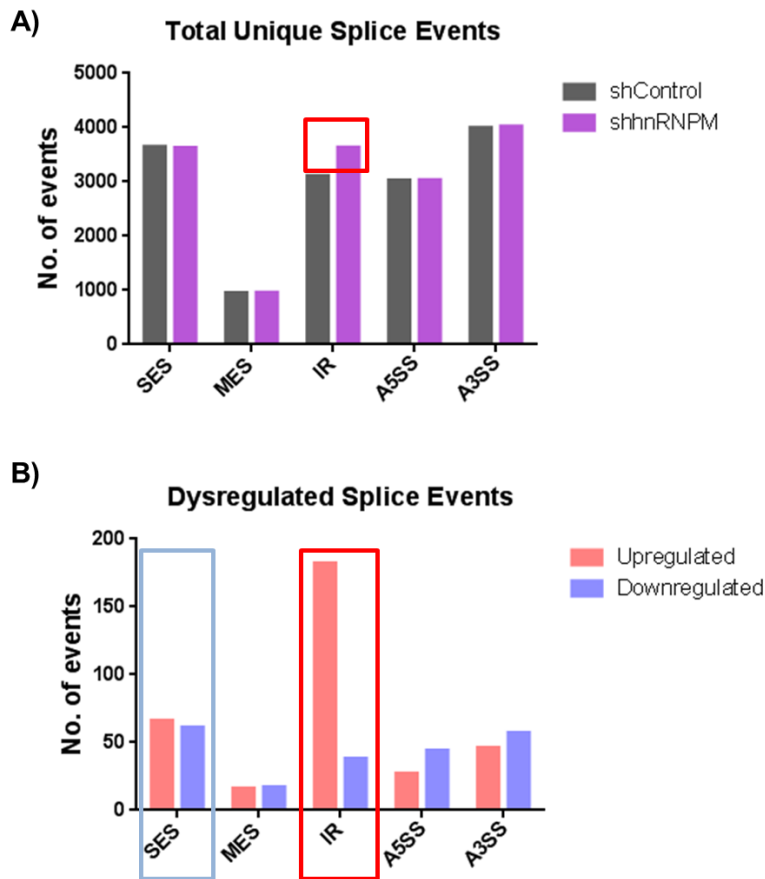 A)
Total Unique Splice Events
5000
4000
3000
2000
1000
0
No. of events
SES
MES
IR
A5SS
A3SS
shControl
shhnRNPM
B)
Dysregulated Splice Events
200
150
100
50
0
No. of events
SES
MES
IR
A5SS
A3SS
Upregulated
Downregulated